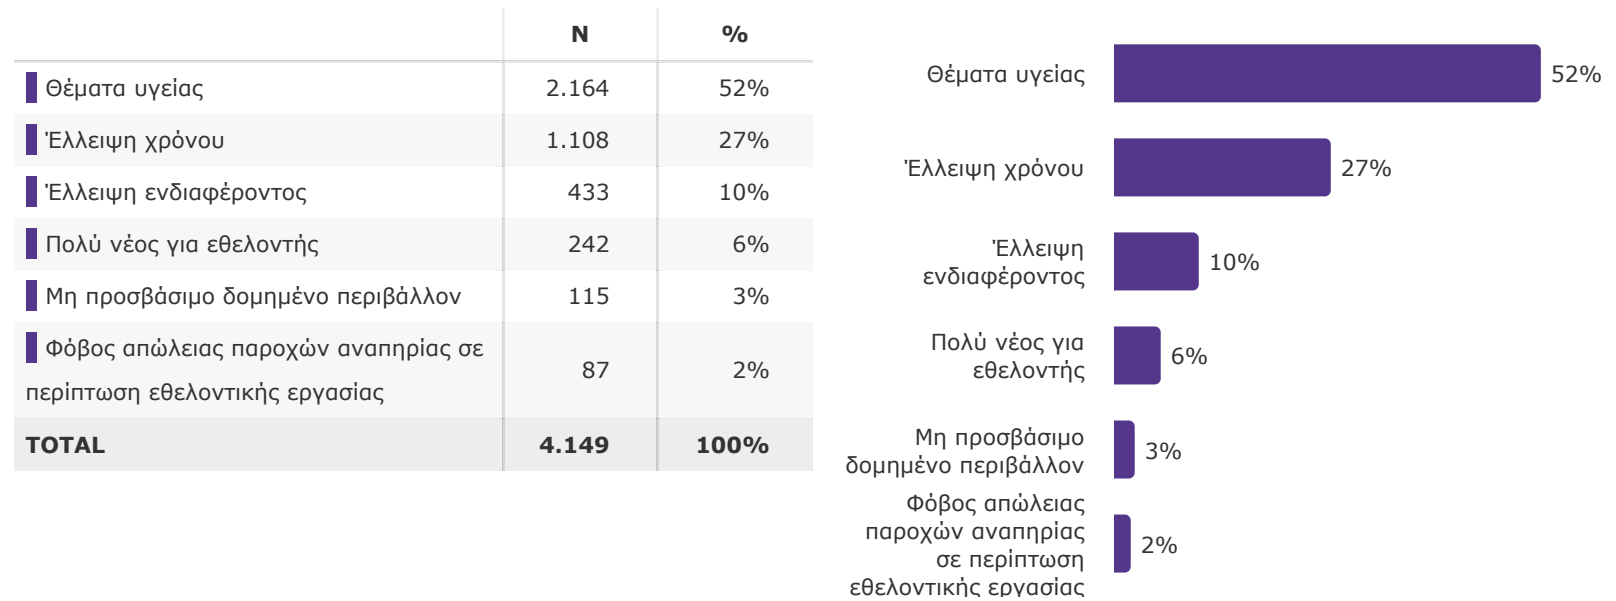 N %
Θέματα υγείας 2.164 52%
Έλλειψη χρόνου 1.108 27%
Έλλειψη ενδιαφέροντος 433 10%
Πολύ νέος για εθελοντής 242 6%
Μη προσβάσιμο δομημένο περιβάλλον 115 3%
Φόβος απώλειας παροχών αναπηρίας σε
περίπτωση εθελοντικής εργασίας 87 2%
TOTAL 4.149 100%
Θέματα υγείας 52%
Έλλειψη χρόνου 27%
Έλλειψη
ενδιαφέροντος 10%
Πολύ νέος για
εθελοντής 6%
Μη προσβάσιμο
δομημένο περιβάλλον 3%
Φόβος απώλειας
παροχών αναπηρίας
σε περίπτωση
εθελοντικής εργασίας 2%